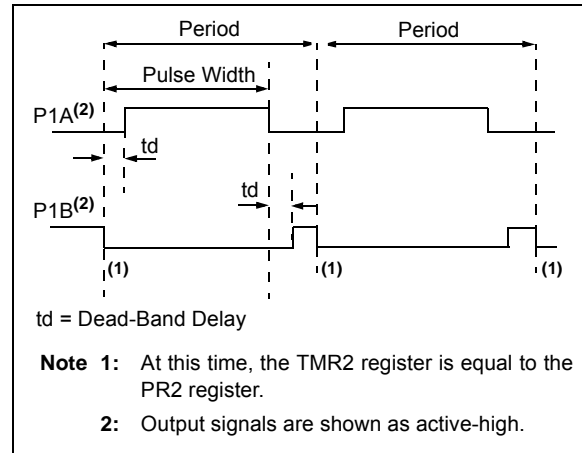 Period Period
Pulse Width
P1A(2)
td
td
P1B(2)
(1) (1) (1)
td = Dead-Band Delay
Note 1: At this time, the TMR2 register is equal to the
PR2 register.
2: Output signals are shown as active-high.